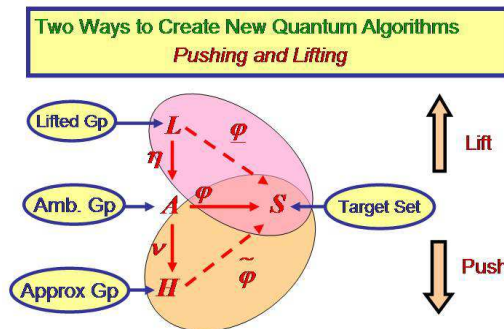 Two Ways to Create New Quantum Algorithms
Pushing and Lifting
Lifted Gp
L
φ
Lift
η
Amb. Gp
A
φ
S
Target Set
ν
Approx Gp
H
φ̃
Push